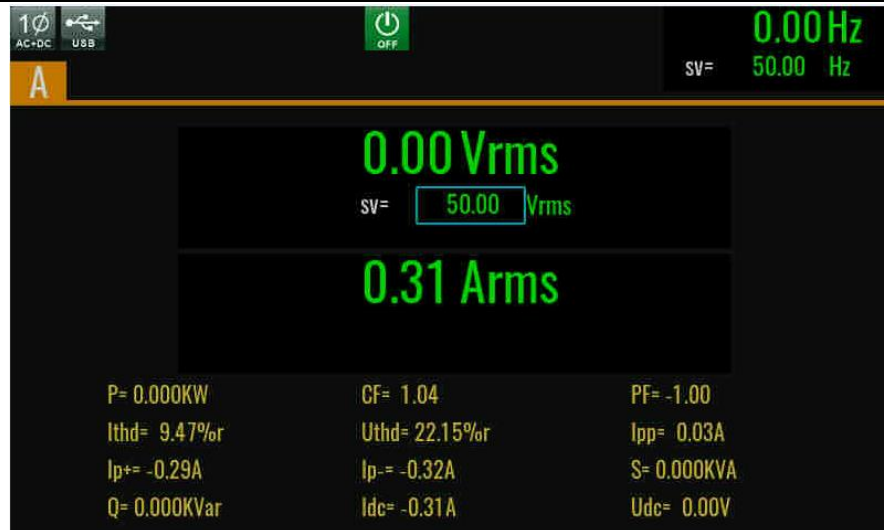 1Ø
AC+DC
USB
OFF
0.00 Hz
sv= 50.00 Hz
A
0.00 Vrms
sv= 50.00 Vrms
0.31 Arms
P= 0.000KW CF= 1.04 PF= -1.00
Ithd= 9.47%r Uthd= 22.15%r Ipp= 0.03A
Ip+= -0.29A Ip-= -0.32A S= 0.000KVA
Q= 0.000KVar Idc= -0.31A Udc= 0.00V